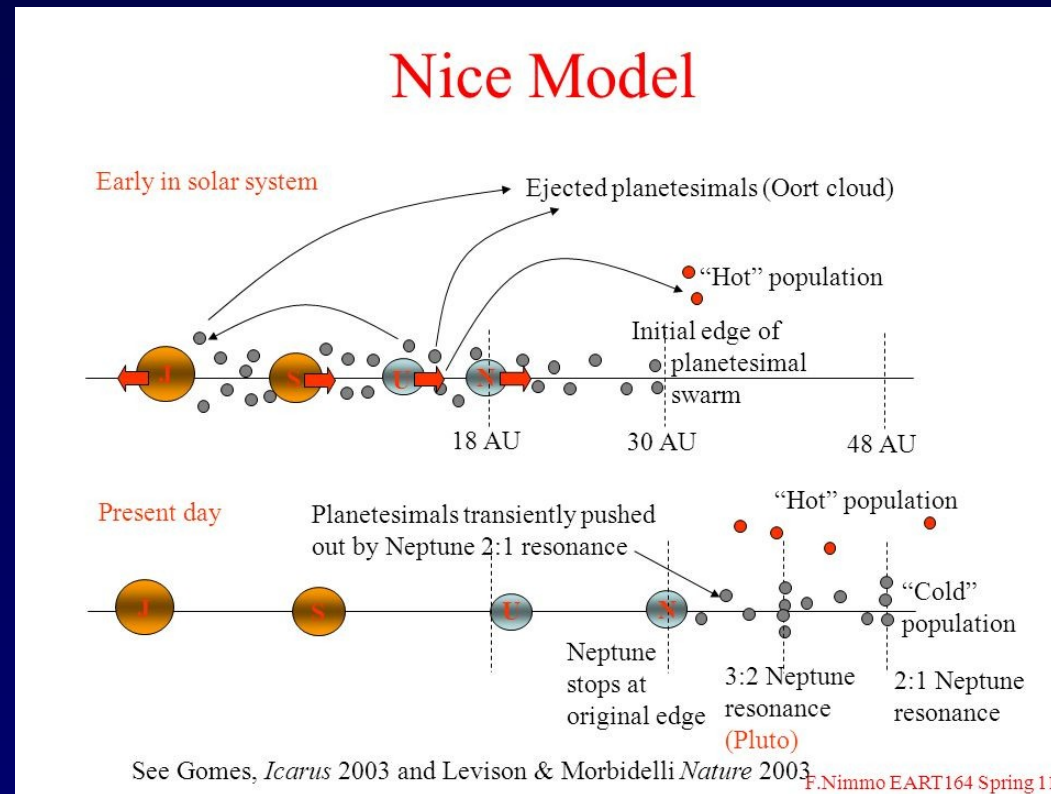 Nice Model
Early in solar system
Ejected planetesimals (Oort cloud)
“Hot” population
Initial edge of
planetesimal
swarm
J
S
U
N
18 AU
30 AU
48 AU
Present day
Planetesimals transiently pushed
out by Neptune 2:1 resonance
“Hot” population
J
S
U
N
“Cold”
population
Neptune
stops at
original edge
3:2 Neptune
resonance
(Pluto)
2:1 Neptune
resonance
See Gomes, Icarus 2003 and Levison & Morbidelli Nature 2003
F.Nimmo EART164 Spring 11